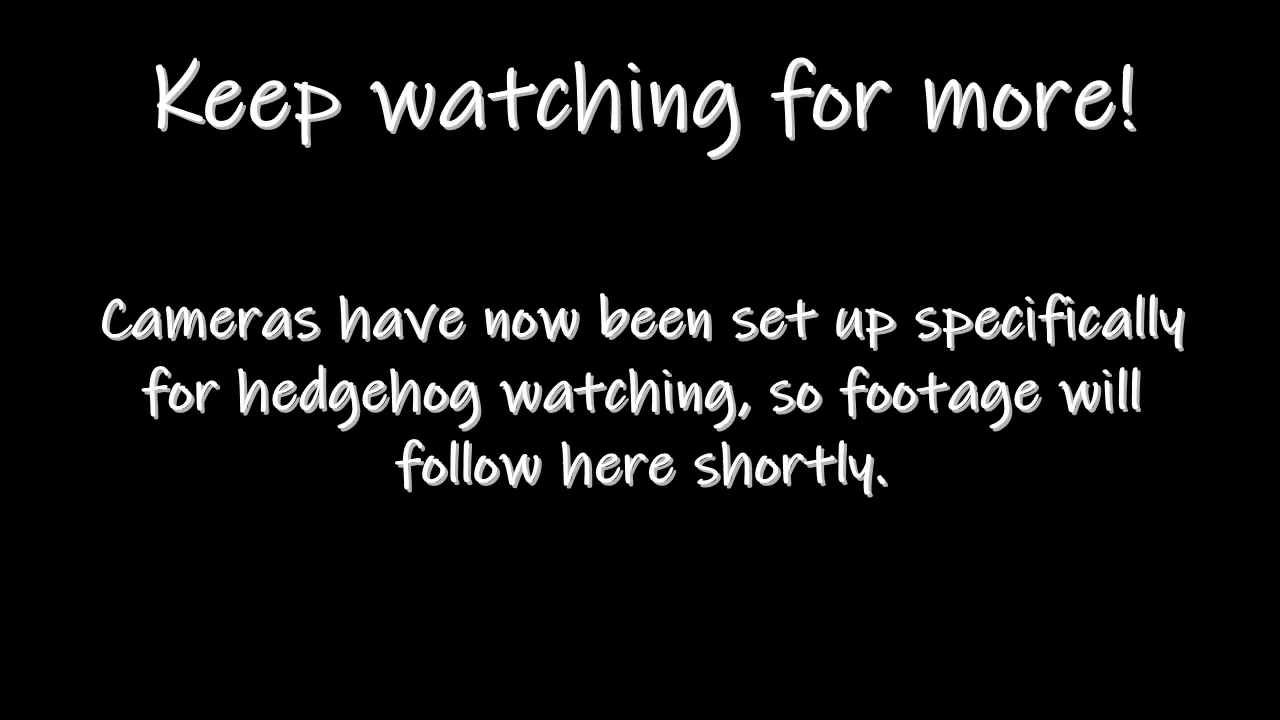 Keep watching for more!
Cameras have now been set up specifically
for hedgehog watching, so footage will
follow here shortly.